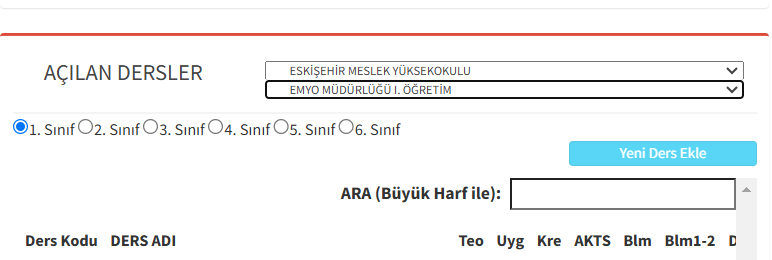 AÇILAN DERSLER
ESKİŞEHİR MESLEK YÜKSEKOKULU
EMYO MÜDÜRLÜĞÜ I. ÖĞRETİM
1. Sınıf 2. Sınıf 3. Sınıf 4. Sınıf 5. Sınıf 6. Sınıf
Yeni Ders Ekle
ARA (Büyük Harf ile):
Ders Kodu DERS ADI Teo Uyg Kre AKTS Blm Blm1-2